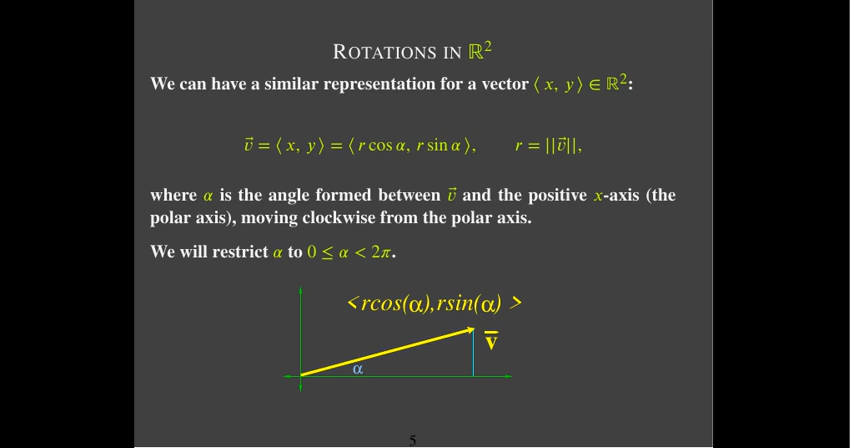 ROTATIONS IN ℝ²
We can have a similar representation for a vector ⟨ x, y ⟩ ∈ ℝ²:
v⃗ = ⟨ x, y ⟩ = ⟨ r cos α, r sin α ⟩, r = ||v⃗||,
where α is the angle formed between v⃗ and the positive x-axis (the
polar axis), moving clockwise from the polar axis.
We will restrict α to 0 ≤ α < 2π.
<rcos(α),rsin(α) >
v̅
α
5